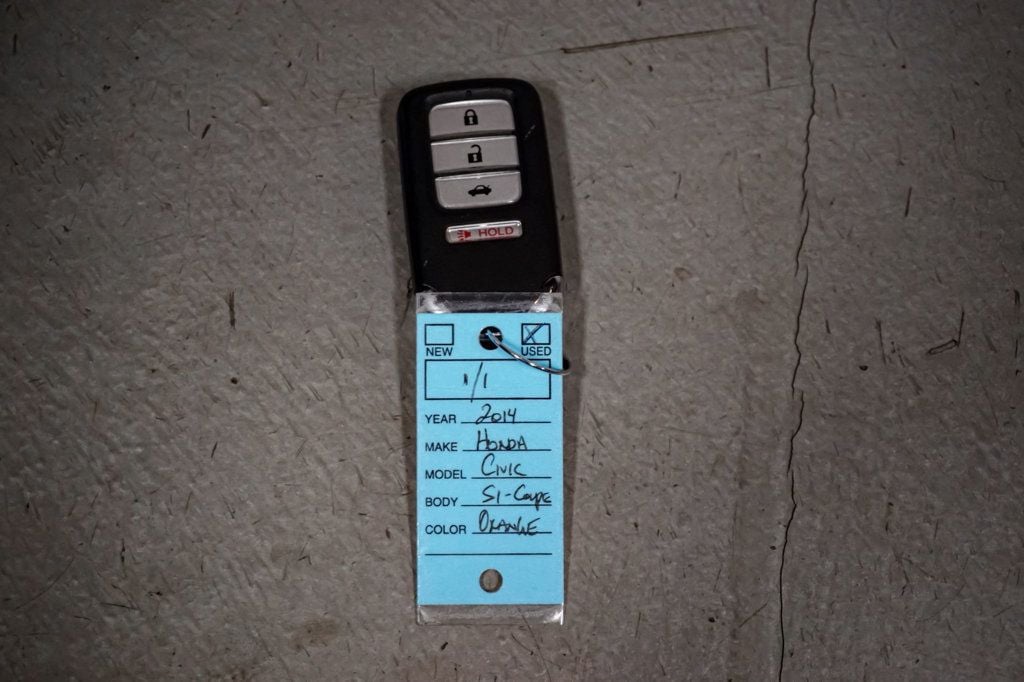 HOLD
NEW USED
1/1
YEAR 2014
MAKE HONDA
MODEL CIVIC
BODY SI-Coupe
COLOR ORANGE